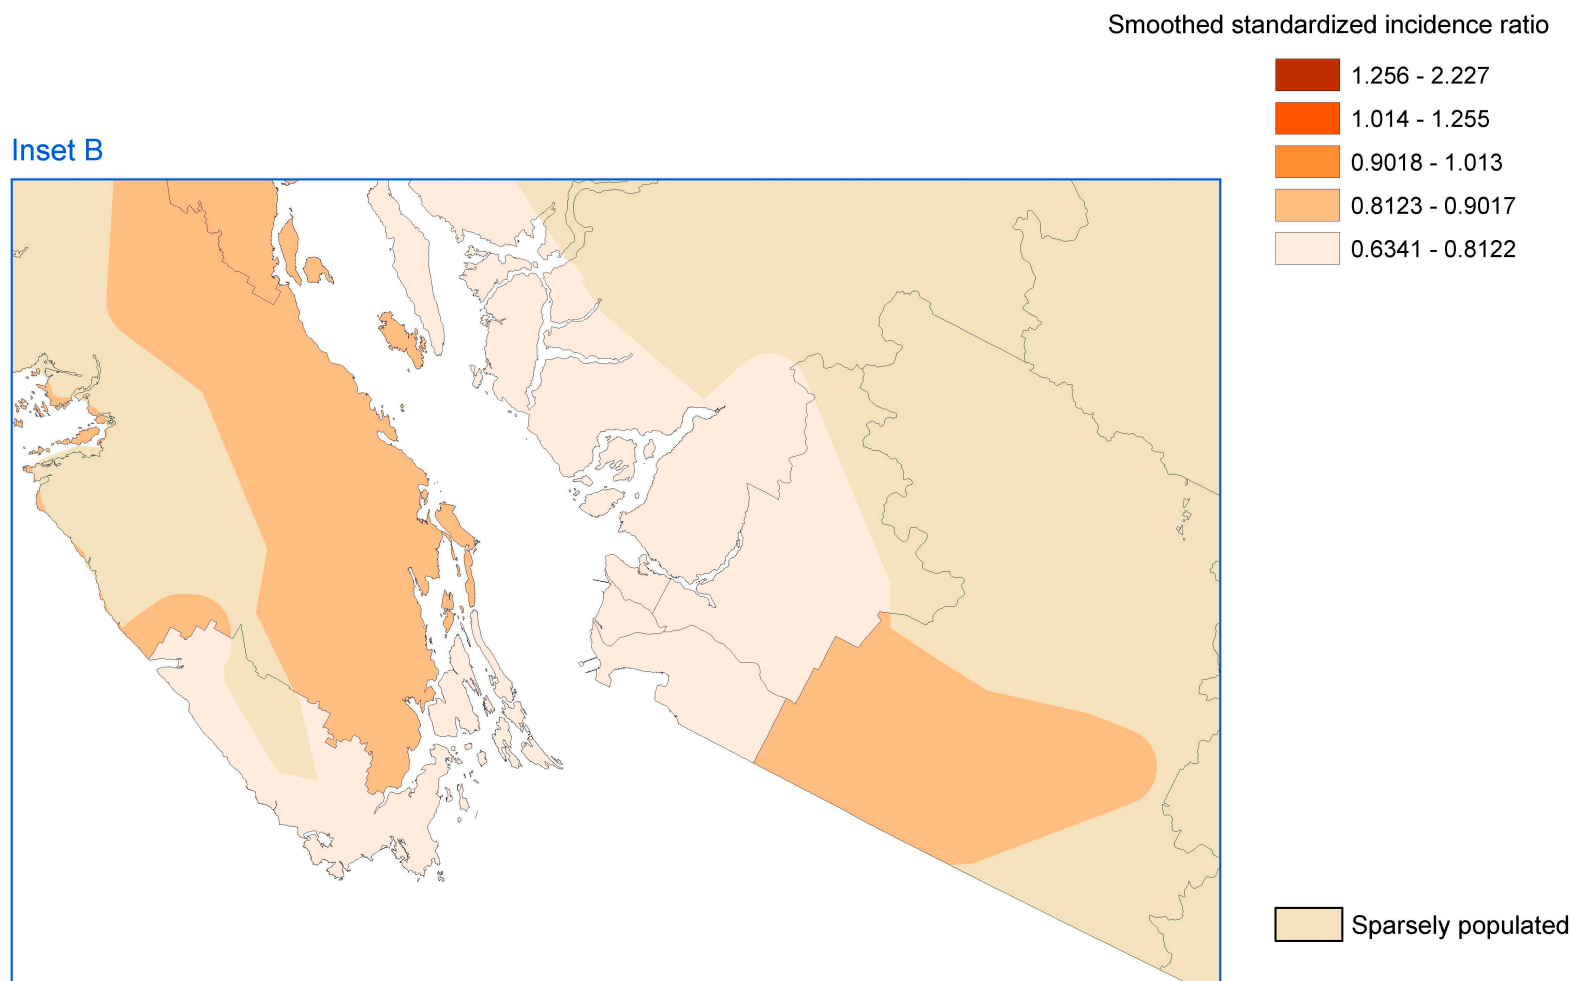 Smoothed standardized incidence ratio
1.256 - 2.227
1.014 - 1.255
Inset B
0.9018 - 1.013
0.8123 - 0.9017
0.6341 - 0.8122
Sparsely populated